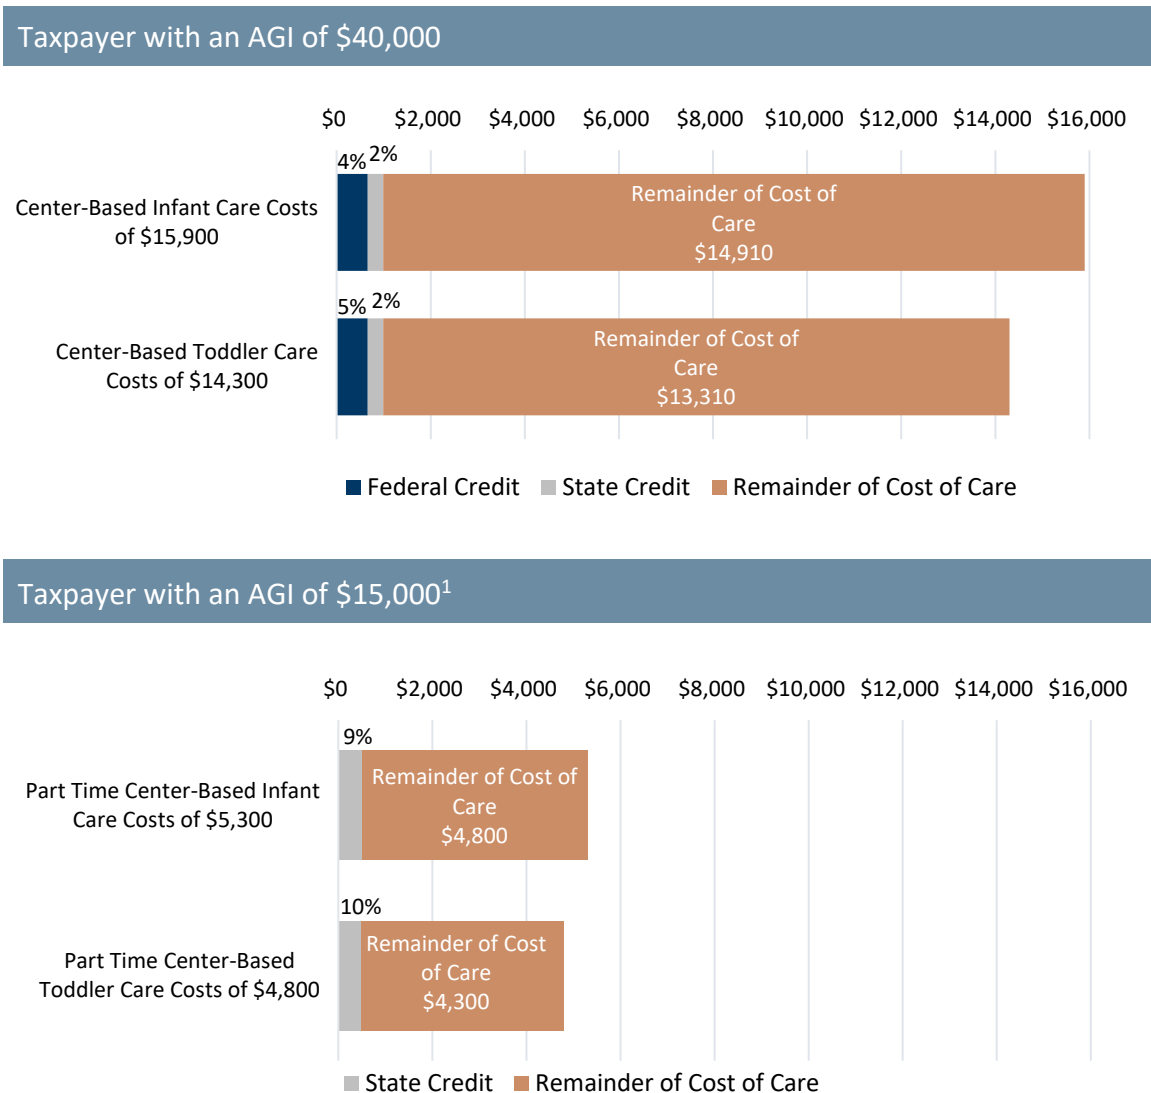 Taxpayer with an AGI of $40,000
$0 $2,000 $4,000 $6,000 $8,000 $10,000 $12,000 $14,000 $16,000
4% 2%
Center-Based Infant Care Costs
of $15,900
Remainder of Cost of
Care
$14,910
5% 2%
Center-Based Toddler Care
Costs of $14,300
Remainder of Cost of
Care
$13,310
Federal Credit State Credit Remainder of Cost of Care
Taxpayer with an AGI of $15,000¹
$0 $2,000 $4,000 $6,000 $8,000 $10,000 $12,000 $14,000 $16,000
9%
Part Time Center-Based Infant
Care Costs of $5,300
Remainder of Cost of
Care
$4,800
10%
Part Time Center-Based
Toddler Care Costs of $4,800
Remainder of Cost
of Care
$4,300
State Credit Remainder of Cost of Care